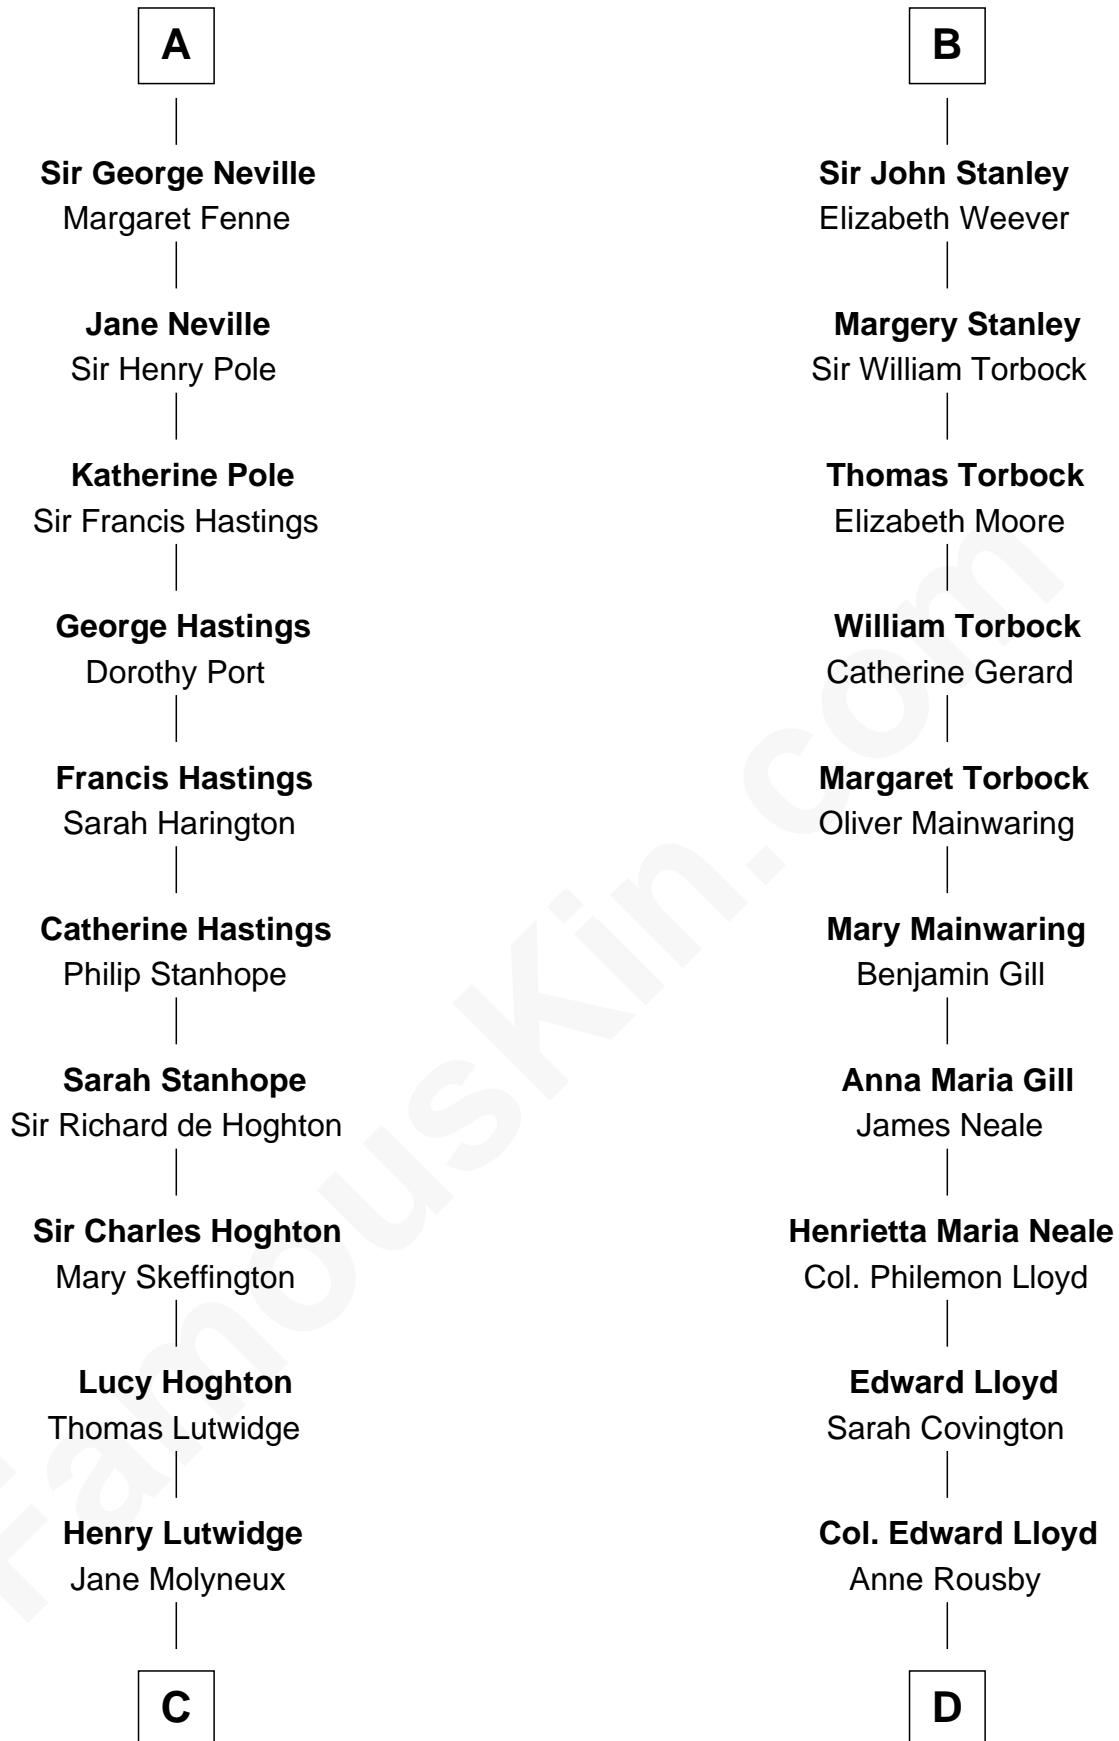 A
Sir George Neville
Margaret Fenne
Jane Neville
Sir Henry Pole
Katherine Pole
Sir Francis Hastings
George Hastings
Dorothy Port
Francis Hastings
Sarah Harington
Catherine Hastings
Philip Stanhope
Sarah Stanhope
Sir Richard de Hoghton
Sir Charles Hoghton
Mary Skeffington
Lucy Hoghton
Thomas Lutwidge
Henry Lutwidge
Jane Molyneux
C
B
Sir John Stanley
Elizabeth Weever
Margery Stanley
Sir William Torbock
Thomas Torbock
Elizabeth Moore
William Torbock
Catherine Gerard
Margaret Torbock
Oliver Mainwaring
Mary Mainwaring
Benjamin Gill
Anna Maria Gill
James Neale
Henrietta Maria Neale
Col. Philemon Lloyd
Edward Lloyd
Sarah Covington
Col. Edward Lloyd
Anne Rousby
D
FamousKin.com